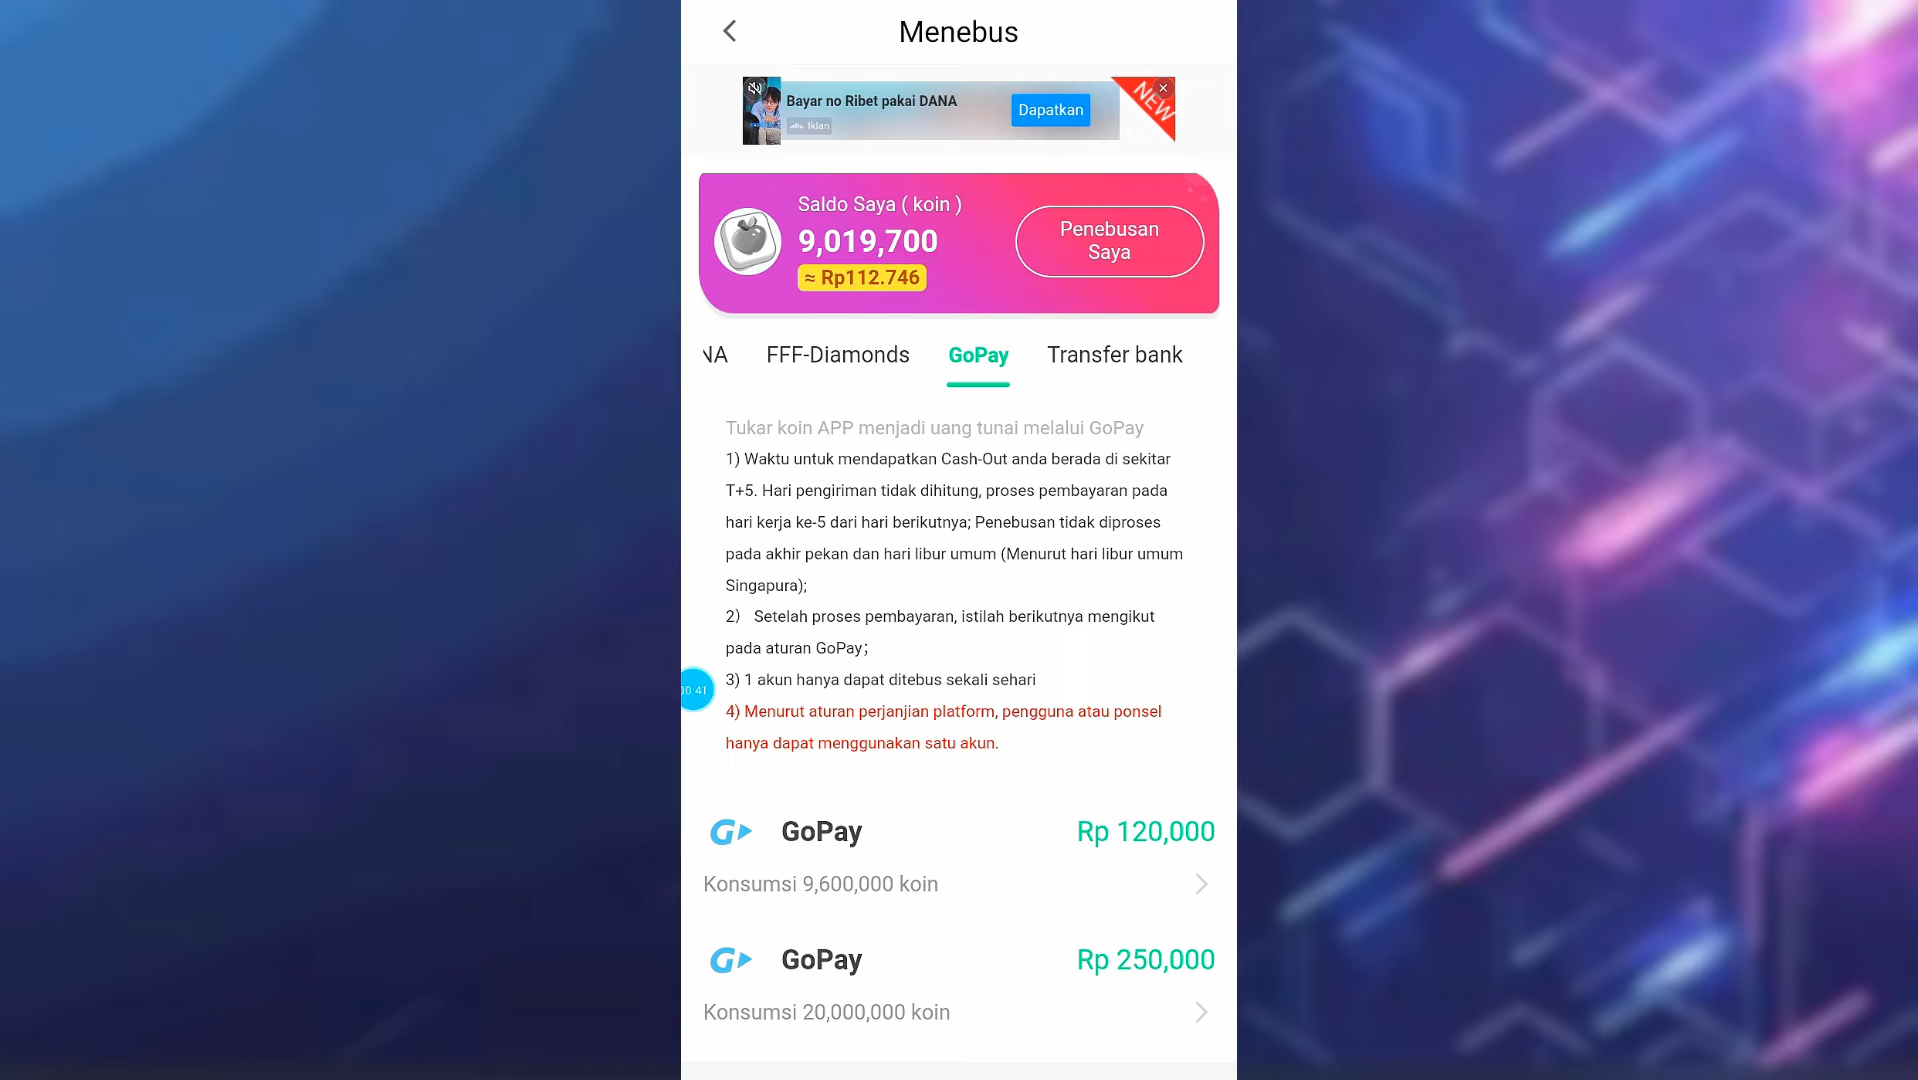 Menebus
Bayar no Ribet pakai DANA
Iklan
Dapatkan
NEW
Saldo Saya ( koin )
9,019,700
≈ Rp112.746
Penebusan
Saya
NA
FFF-Diamonds
GoPay
Transfer bank
Tukar koin APP menjadi uang tunai melalui GoPay
1) Waktu untuk mendapatkan Cash-Out anda berada di sekitar
T+5. Hari pengiriman tidak dihitung, proses pembayaran pada
hari kerja ke-5 dari hari berikutnya; Penebusan tidak diproses
pada akhir pekan dan hari libur umum (Menurut hari libur umum
Singapura);
2） Setelah proses pembayaran, istilah berikutnya mengikut
pada aturan GoPay；
3) 1 akun hanya dapat ditebus sekali sehari
00:41
4) Menurut aturan perjanjian platform, pengguna atau ponsel
hanya dapat menggunakan satu akun.
GoPay
Rp 120,000
Konsumsi 9,600,000 koin
GoPay
Rp 250,000
Konsumsi 20,000,000 koin